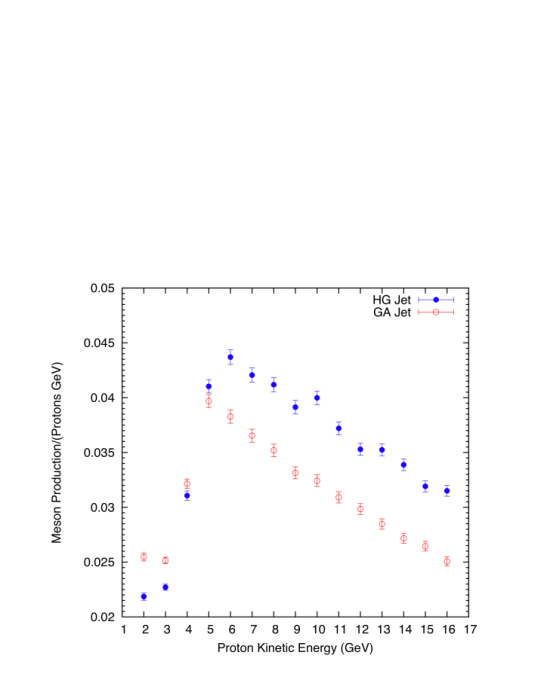 0.05
HG Jet
GA Jet
0.045
0.04
0.035
0.03
0.025
0.02
Meson Production/(Protons GeV)
1 2 3 4 5 6 7 8 9 10 11 12 13 14 15 16 17
Proton Kinetic Energy (GeV)